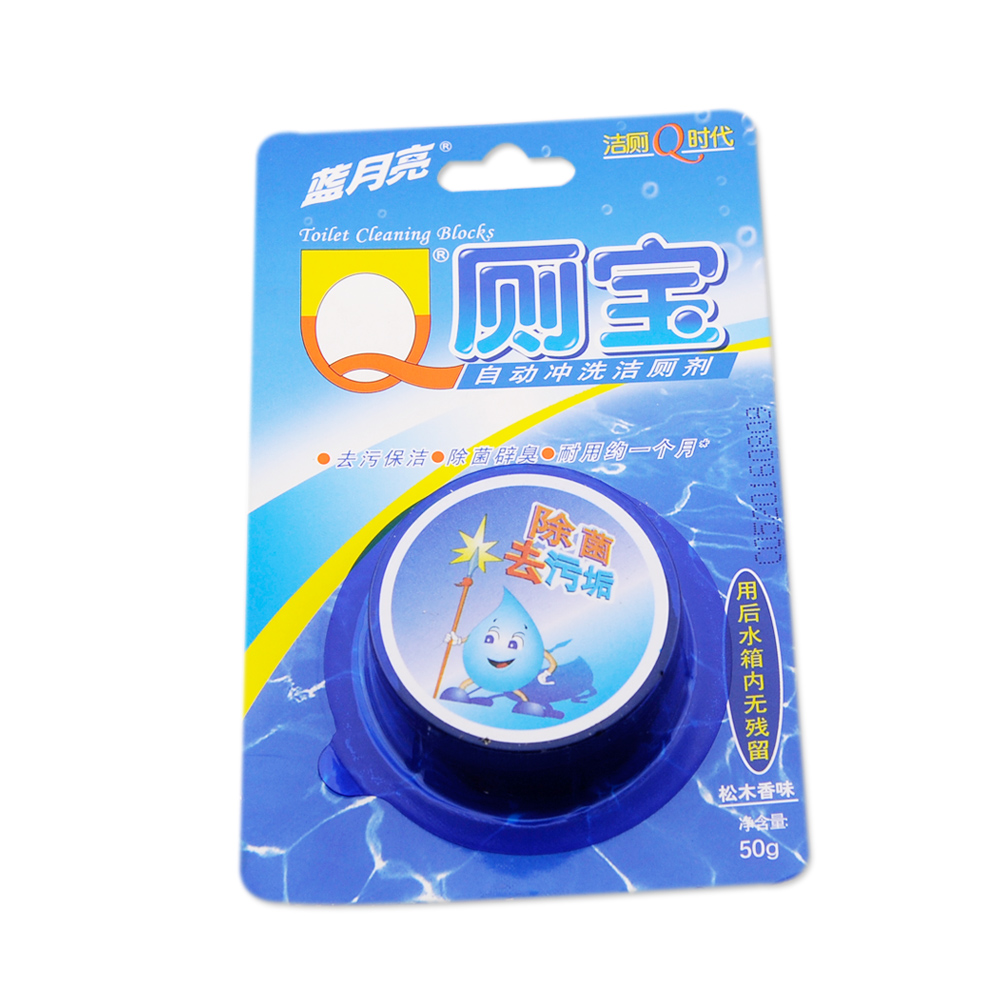 蓝月亮®
洁厕Q时代
Toilet Cleaning Blocks
Q®厕宝
自动冲洗洁厕剂
●去污保洁●除菌辟臭●耐用约一个月*
除菌
去污垢
用后水箱内无残留
松木香味
净含量:
50g